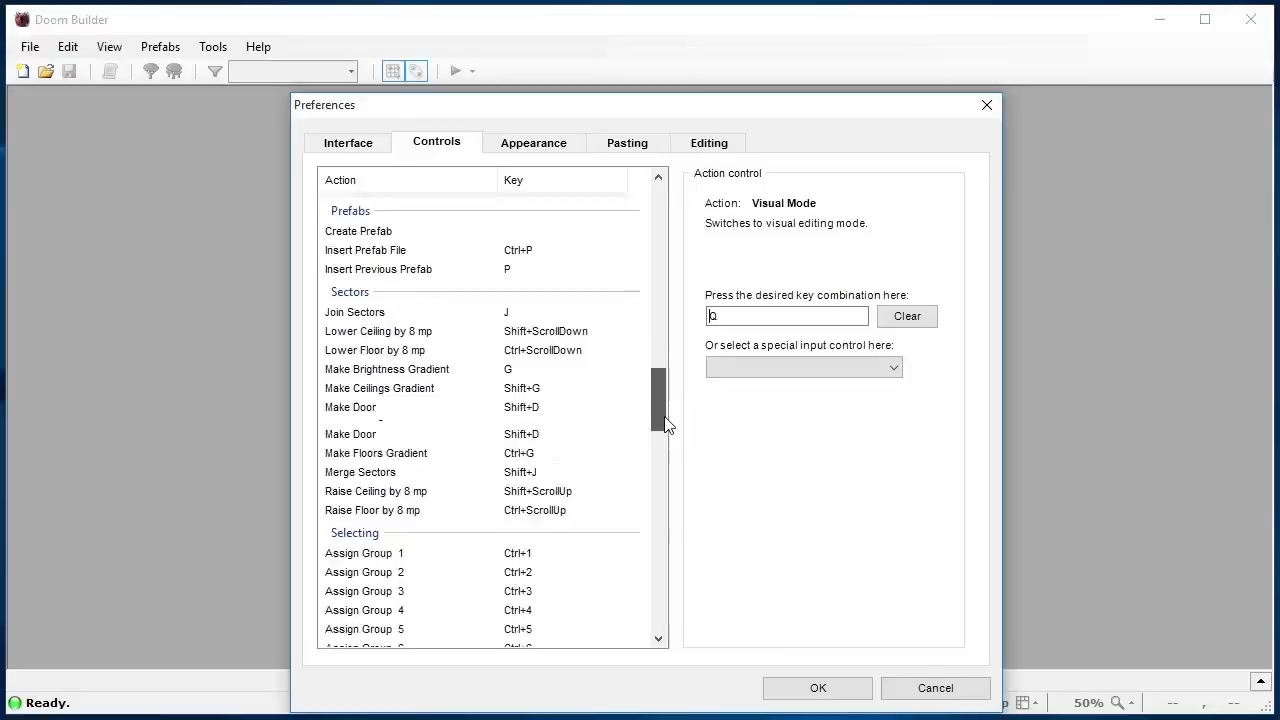 Doom Builder
File Edit View Prefabs Tools Help
Preferences
Interface Controls Appearance Pasting Editing
Action Key
Prefabs
Create Prefab
Insert Prefab File Ctrl+P
Insert Previous Prefab P
Sectors
Join Sectors J
Lower Ceiling by 8 mp Shift+ScrollDown
Lower Floor by 8 mp Ctrl+ScrollDown
Make Brightness Gradient G
Make Ceilings Gradient Shift+G
Make Door Shift+D
Make Door Shift+D
Make Floors Gradient Ctrl+G
Merge Sectors Shift+J
Raise Ceiling by 8 mp Shift+ScrollUp
Raise Floor by 8 mp Ctrl+ScrollUp
Selecting
Assign Group 1 Ctrl+1
Assign Group 2 Ctrl+2
Assign Group 3 Ctrl+3
Assign Group 4 Ctrl+4
Assign Group 5 Ctrl+5
Action control
Action: Visual Mode
Switches to visual editing mode.
Press the desired key combination here:
Q Clear
Or select a special input control here:
OK Cancel
Ready. p 50% -- , --